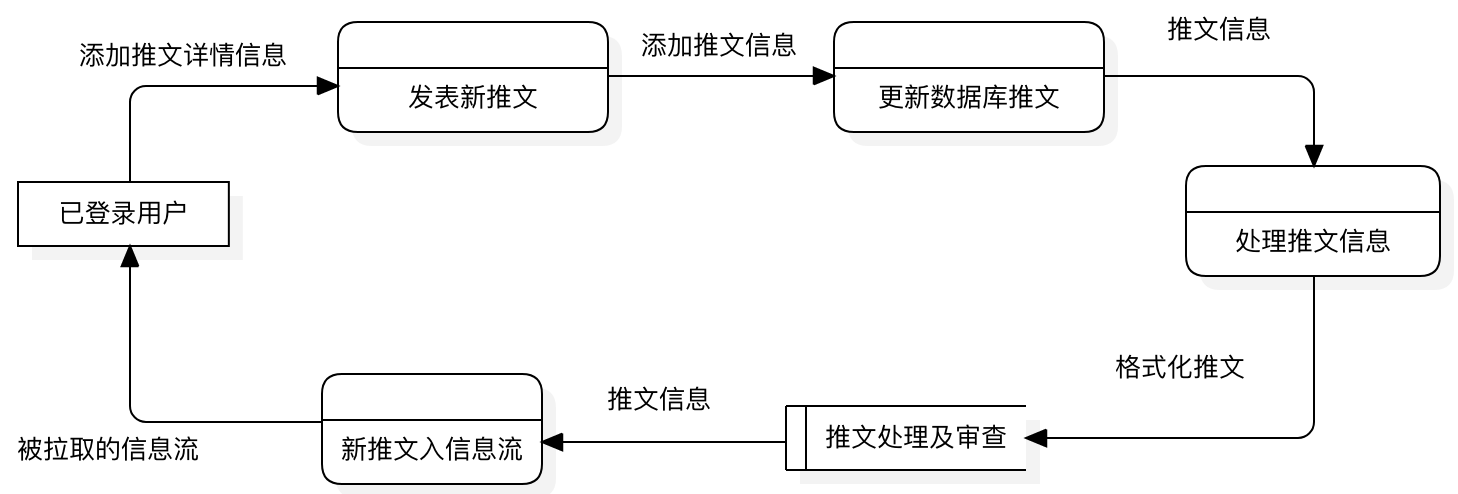 推文信息
添加推文详情信息
添加推文信息
发表新推文
更新数据库推文
已登录用户
处理推文信息
格式化推文
推文信息
推文处理及审查
新推文入信息流
被拉取的信息流